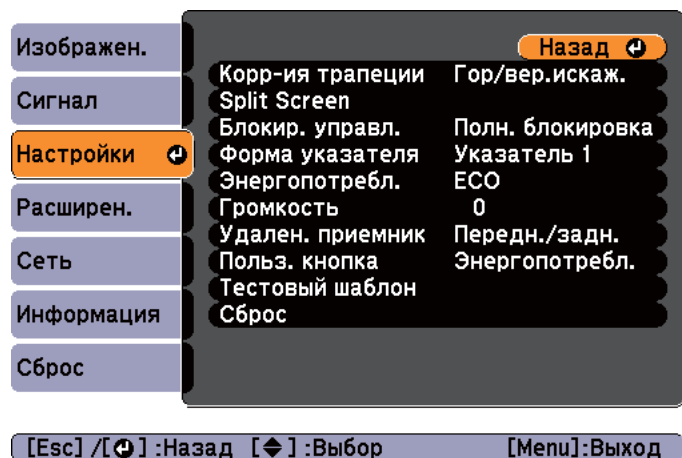 Изображен.
Сигнал
Настройки
Расширен.
Сеть
Информация
Сброс
Назад
Корр-ия трапеции Гор/вер.искаж.
Split Screen
Блокир. управл. Полн. блокировка
Форма указателя Указатель 1
Энергопотребл. ECO
Громкость 0
Удален. приемник Передн./задн.
Польз. кнопка Энергопотребл.
Тестовый шаблон
Сброс
[Esc] /[⏎] :Назад [◆] :Выбор [Menu]:Выход